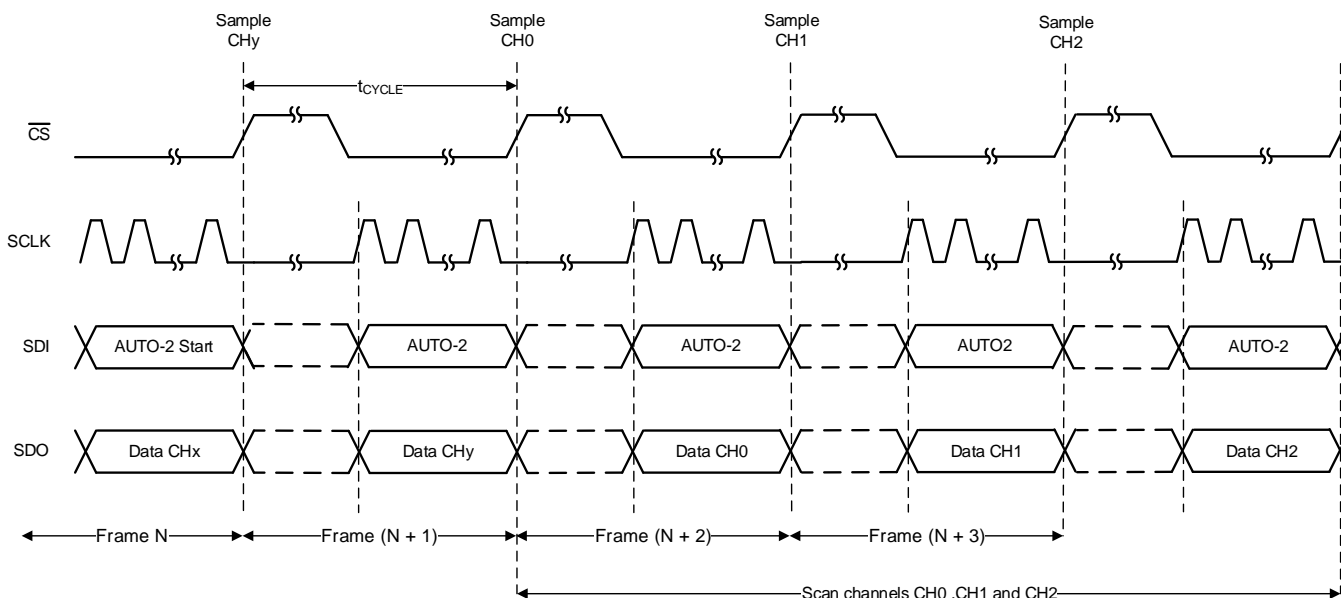 Sample
CHy
Sample
CH0
Sample
CH1
Sample
CH2
tCYCLE
CS
SCLK
SDI
AUTO-2 Start
AUTO-2
AUTO-2
AUTO2
AUTO-2
SDO
Data CHx
Data CHy
Data CH0
Data CH1
Data CH2
Frame N
Frame (N + 1)
Frame (N + 2)
Frame (N + 3)
Scan channels CH0 ,CH1 and CH2